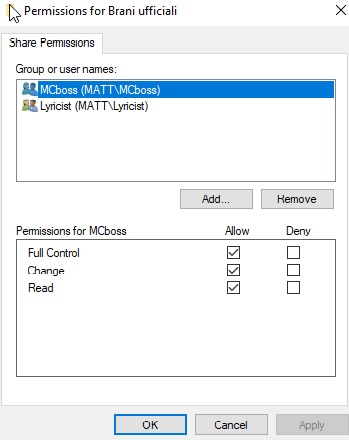 Permissions for Brani ufficiali
Share Permissions
Group or user names:
MCboss (MATT\MCboss)
Lyricist (MATT\Lyricist)
Add...
Remove
Permissions for MCboss
Allow
Deny
Full Control
Change
Read
OK
Cancel
Apply